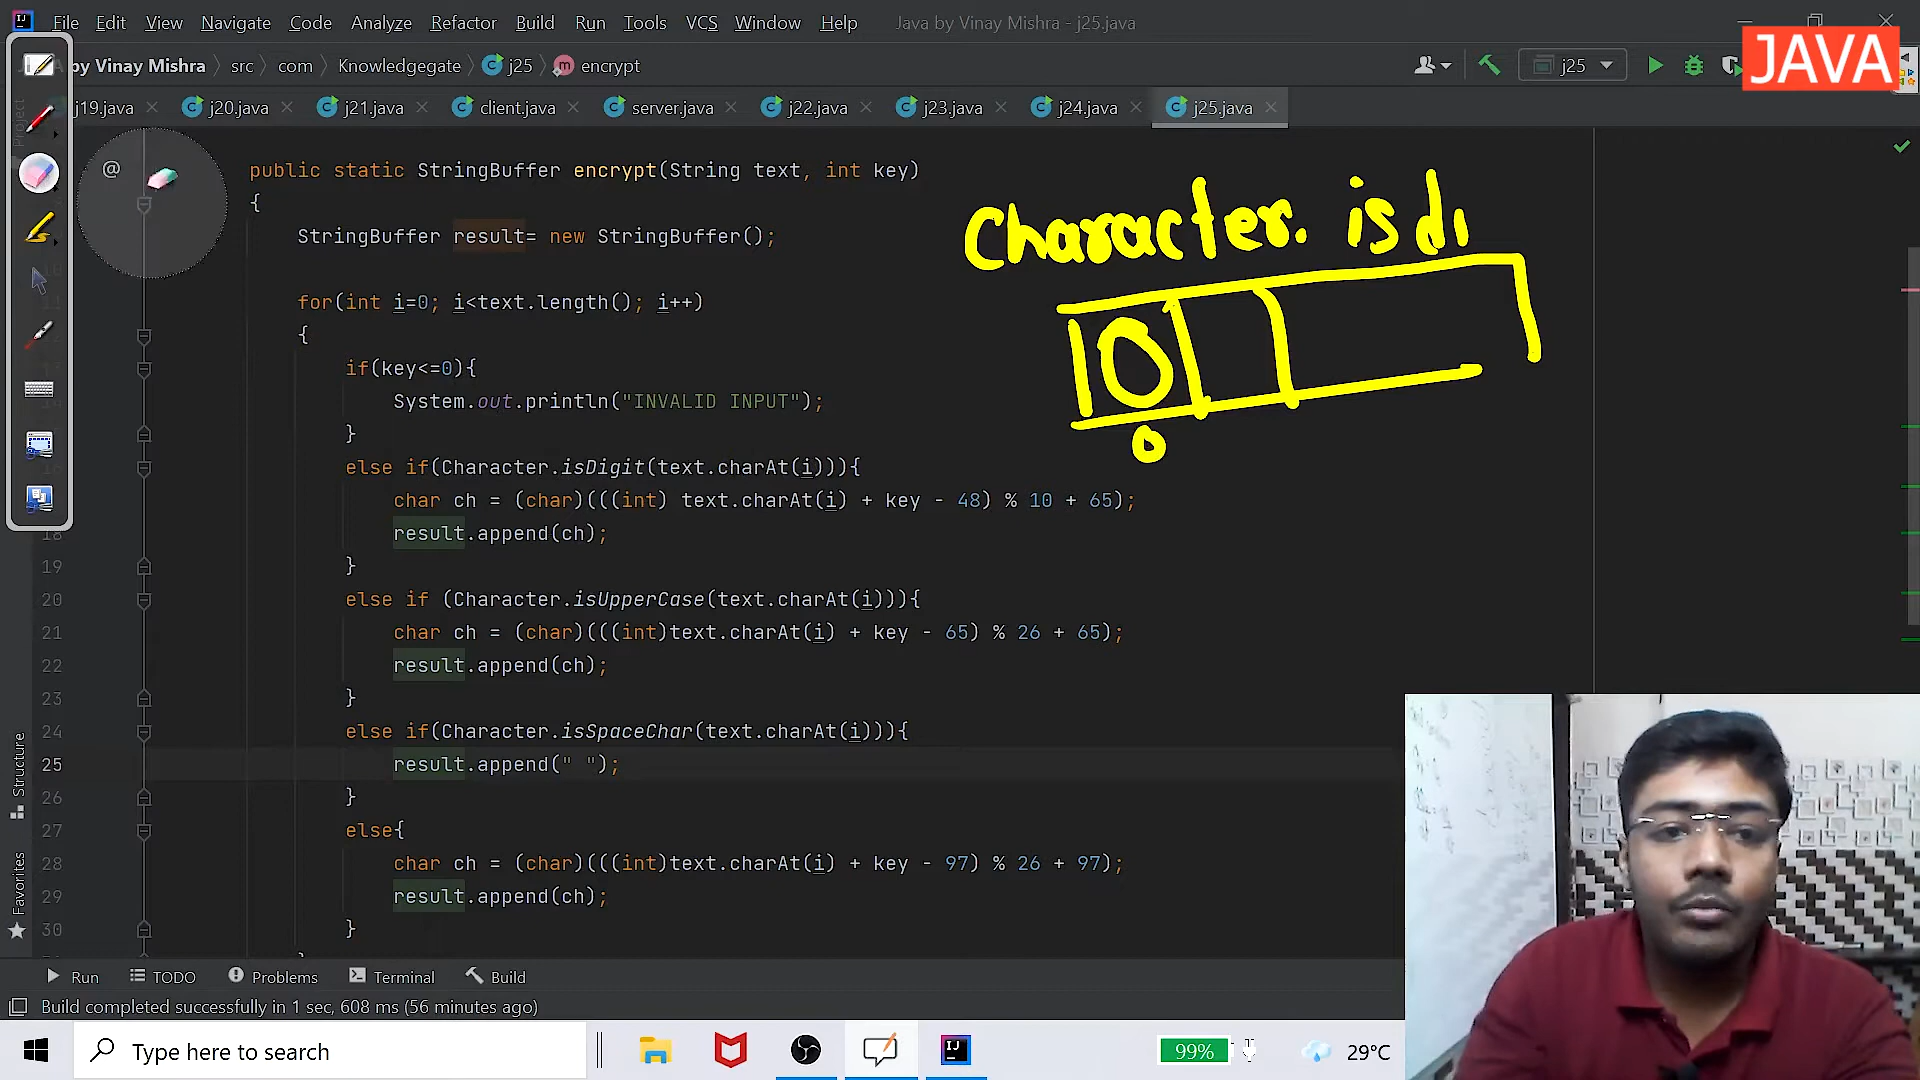 File Edit View Navigate Code Analyze Refactor Build Run Tools VCS Window Help Java by Vinay Mishra - j25.java
JAVA
by Vinay Mishra src com Knowledgegate j25 encrypt j25
j19.java j20.java j21.java client.java server.java j22.java j23.java j24.java j25.java
Project
@ public static StringBuffer encrypt(String text, int key)
{
StringBuffer result= new StringBuffer();
Character. isdi
for(int i=0; i<text.length(); i++)
{
0
if(key<=0){
System.out.println("INVALID INPUT");
}
0
else if(Character.isDigit(text.charAt(i))){
char ch = (char)(((int) text.charAt(i) + key - 48) % 10 + 65);
18 result.append(ch);
19 }
20 else if (Character.isUpperCase(text.charAt(i))){
21 char ch = (char)(((int)text.charAt(i) + key - 65) % 26 + 65);
22 result.append(ch);
23 }
24 else if(Character.isSpaceChar(text.charAt(i))){
25 result.append(" ");
26 }
27 else{
28 char ch = (char)(((int)text.charAt(i) + key - 97) % 26 + 97);
29 result.append(ch);
30 }
Structure
Favorites
Run TODO Problems Terminal Build
Build completed successfully in 1 sec, 608 ms (56 minutes ago)
Type here to search
IJ
99%
29°C